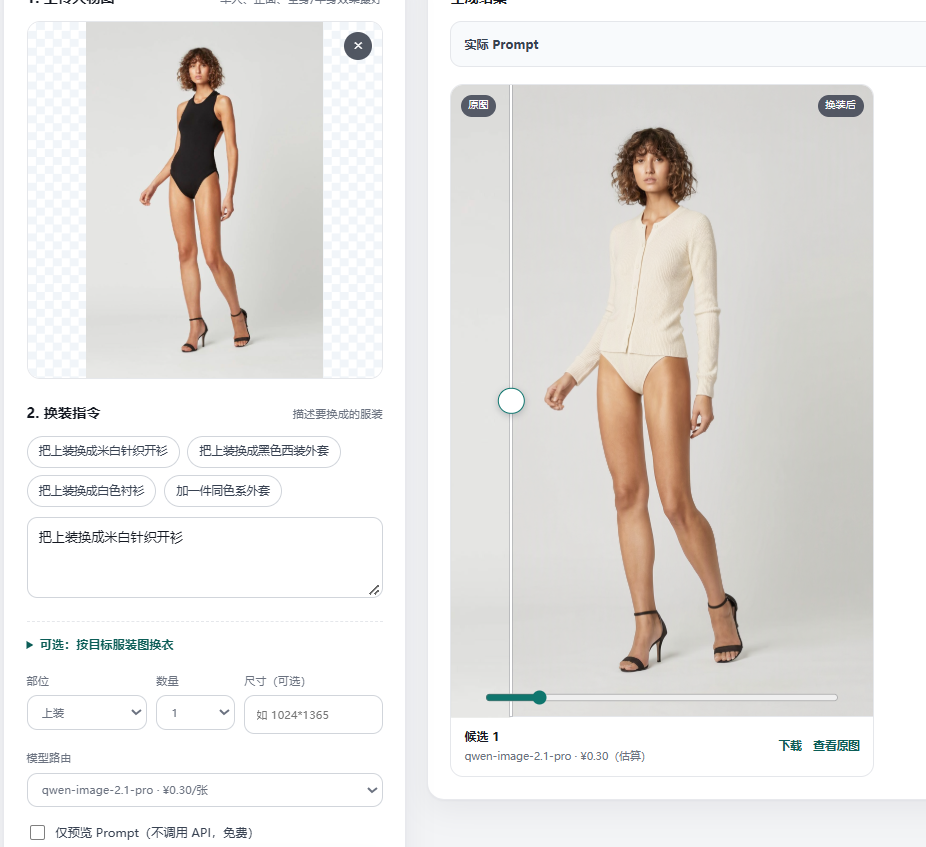 1. 上传人物图
单人、正面、全身/半身效果最好
✕
2. 换装指令
描述要换成的服装
把上装换成米白针织开衫
把上装换成黑色西装外套
把上装换成白色衬衫
加一件同色系外套
把上装换成米白针织开衫
可选：按目标服装图换衣
部位
数量
尺寸（可选）
上装
1
如 1024*1365
模型路由
qwen-image-2.1-pro · ¥0.30/张
仅预览 Prompt（不调用 API，免费）
生成结果
实际 Prompt
原图
换装后
候选 1
qwen-image-2.1-pro · ¥0.30（估算）
下载
查看原图